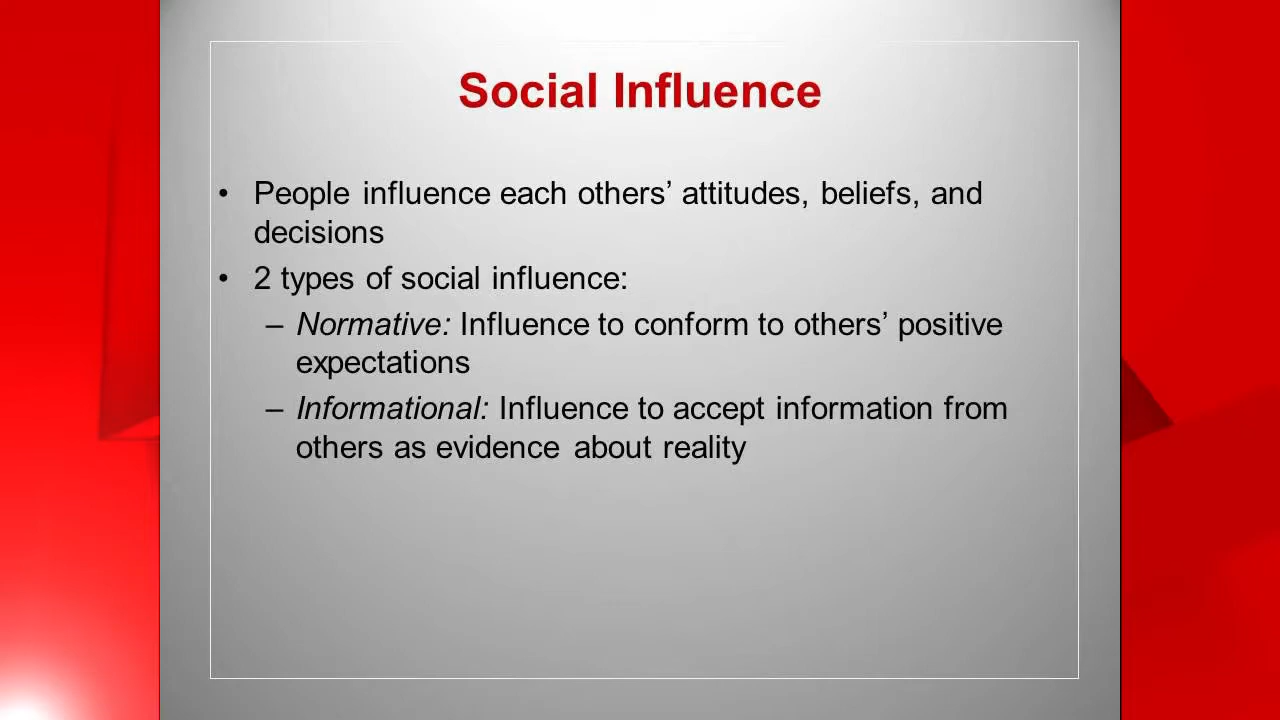 Social Influence
• People influence each others’ attitudes, beliefs, and
decisions
• 2 types of social influence:
– Normative: Influence to conform to others’ positive
expectations
– Informational: Influence to accept information from
others as evidence about reality